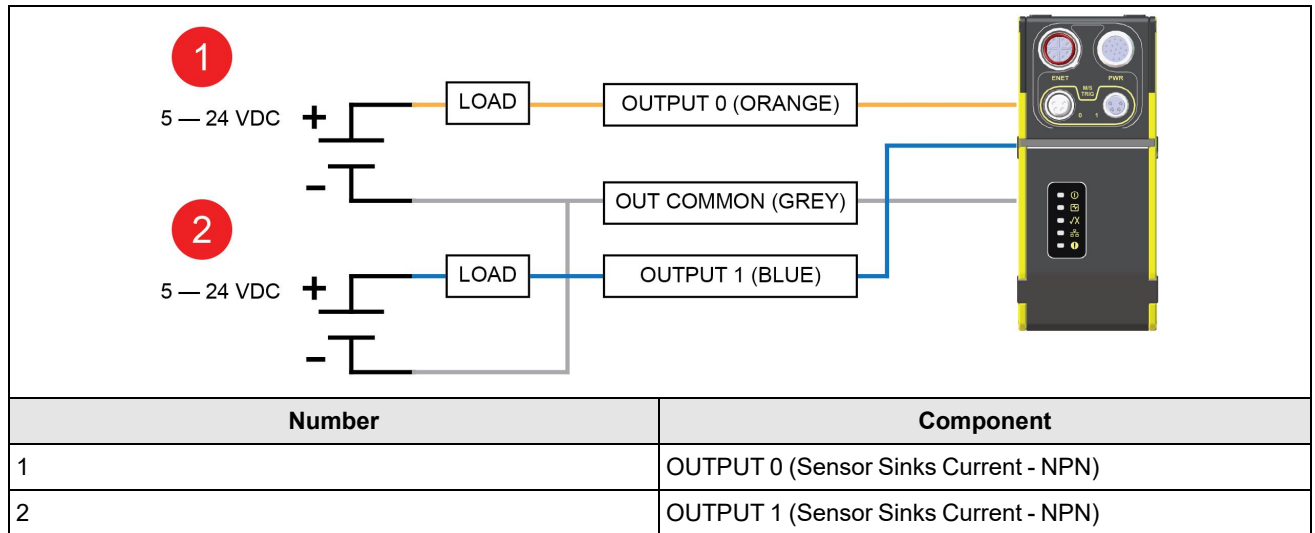 1
5 — 24 VDC
+
-
LOAD
OUTPUT 0 (ORANGE)
OUT COMMON (GREY)
2
5 — 24 VDC
+
-
LOAD
OUTPUT 1 (BLUE)
ENET PWR
M/S
TRIG
0 1
√X
Number Component
1 OUTPUT 0 (Sensor Sinks Current - NPN)
2 OUTPUT 1 (Sensor Sinks Current - NPN)